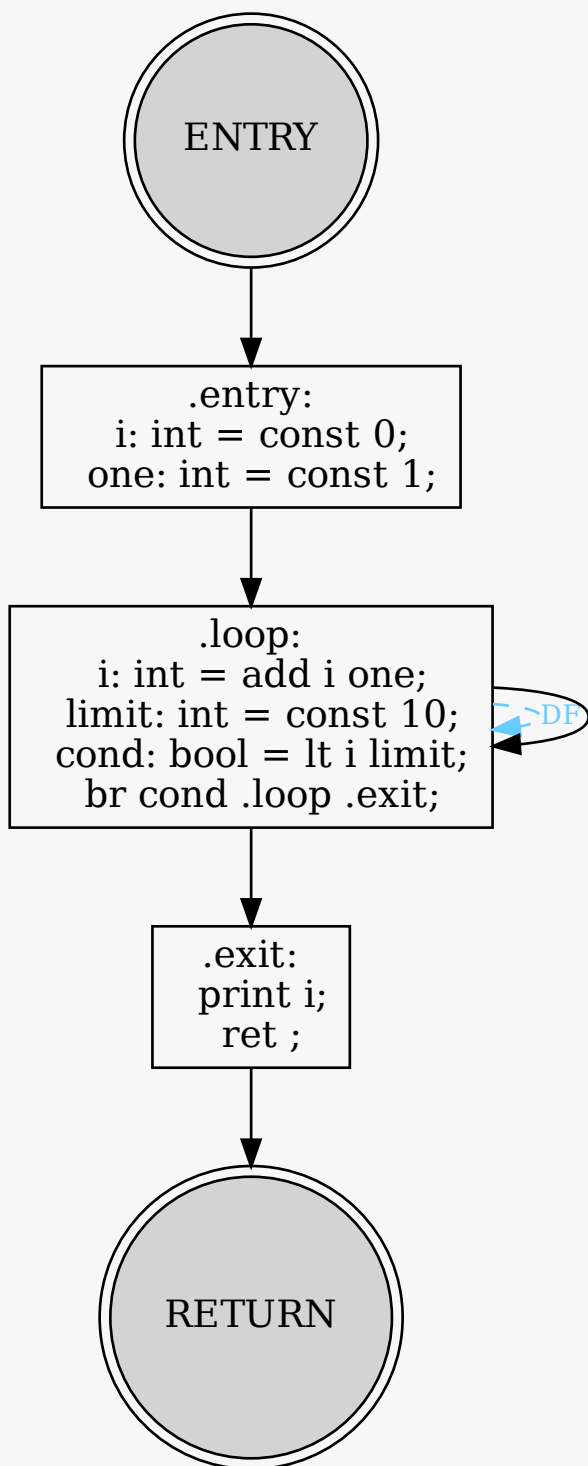 ENTRY
.entry:
i: int = const 0;
one: int = const 1;
.loop:
i: int = add i one;
limit: int = const 10;
cond: bool = lt i limit;
br cond .loop .exit;
DF
.exit:
print i;
ret ;
RETURN